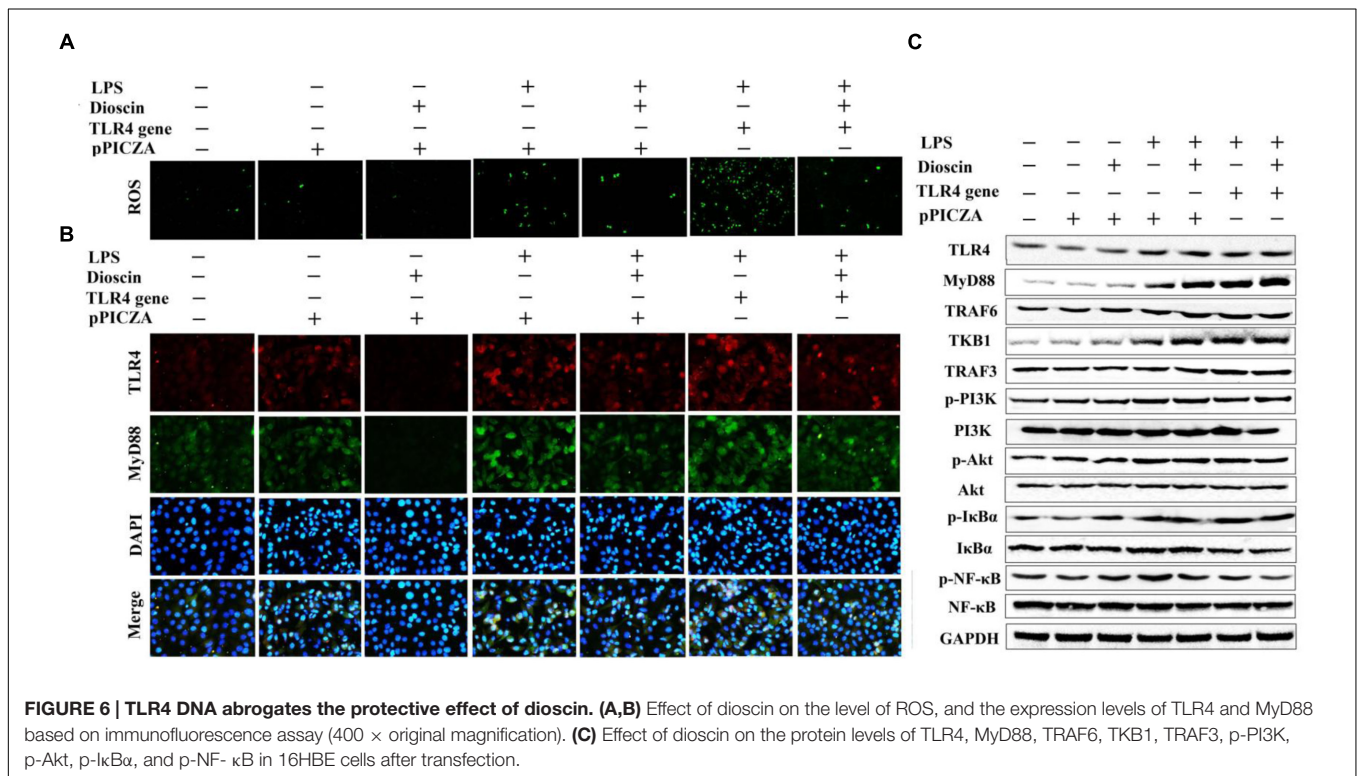 A
LPS − − − + + + +
Dioscin − − + − + − +
TLR4 gene − − − − − + +
pPICZA − + + + + − −
ROS
B
LPS − − − + + + +
Dioscin − − + − + − +
TLR4 gene − − − − − + +
pPICZA − + + + + − −
TLR4
MyD88
DAPI
Merge
C
LPS − − − + + + +
Dioscin − − + − + − +
TLR4 gene − − − − − + +
pPICZA − + + + + − −
TLR4
MyD88
TRAF6
TKB1
TRAF3
p-PI3K
PI3K
p-Akt
Akt
p-IκBα
IκBα
p-NF-κB
NF-κB
GAPDH
FIGURE 6 | TLR4 DNA abrogates the protective effect of dioscin. (A,B) Effect of dioscin on the level of ROS, and the expression levels of TLR4 and MyD88
based on immunofluorescence assay (400 × original magnification). (C) Effect of dioscin on the protein levels of TLR4, MyD88, TRAF6, TKB1, TRAF3, p-PI3K,
p-Akt, p-IκBα, and p-NF- κB in 16HBE cells after transfection.